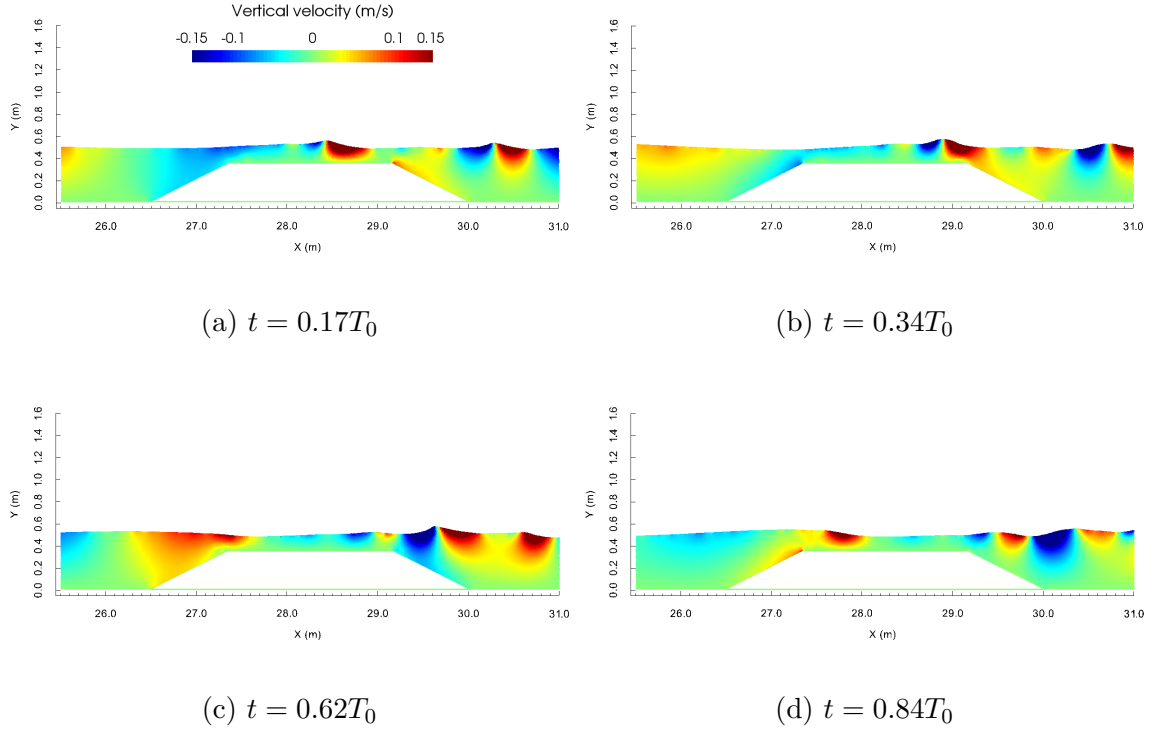 Vertical velocity (m/s)
-0.15 -0.1 0 0.1 0.15
Y (m)
1.6
1.4
1.2
1.0
0.8
0.6
0.4
0.2
0.0
26.0 27.0 28.0 29.0 30.0 31.0
X (m)
(a) t = 0.17T₀
Y (m)
1.6
1.4
1.2
1.0
0.8
0.6
0.4
0.2
0.0
26.0 27.0 28.0 29.0 30.0 31.0
X (m)
(b) t = 0.34T₀
Y (m)
1.6
1.4
1.2
1.0
0.8
0.6
0.4
0.2
0.0
26.0 27.0 28.0 29.0 30.0 31.0
X (m)
(c) t = 0.62T₀
Y (m)
1.6
1.4
1.2
1.0
0.8
0.6
0.4
0.2
0.0
26.0 27.0 28.0 29.0 30.0 31.0
X (m)
(d) t = 0.84T₀